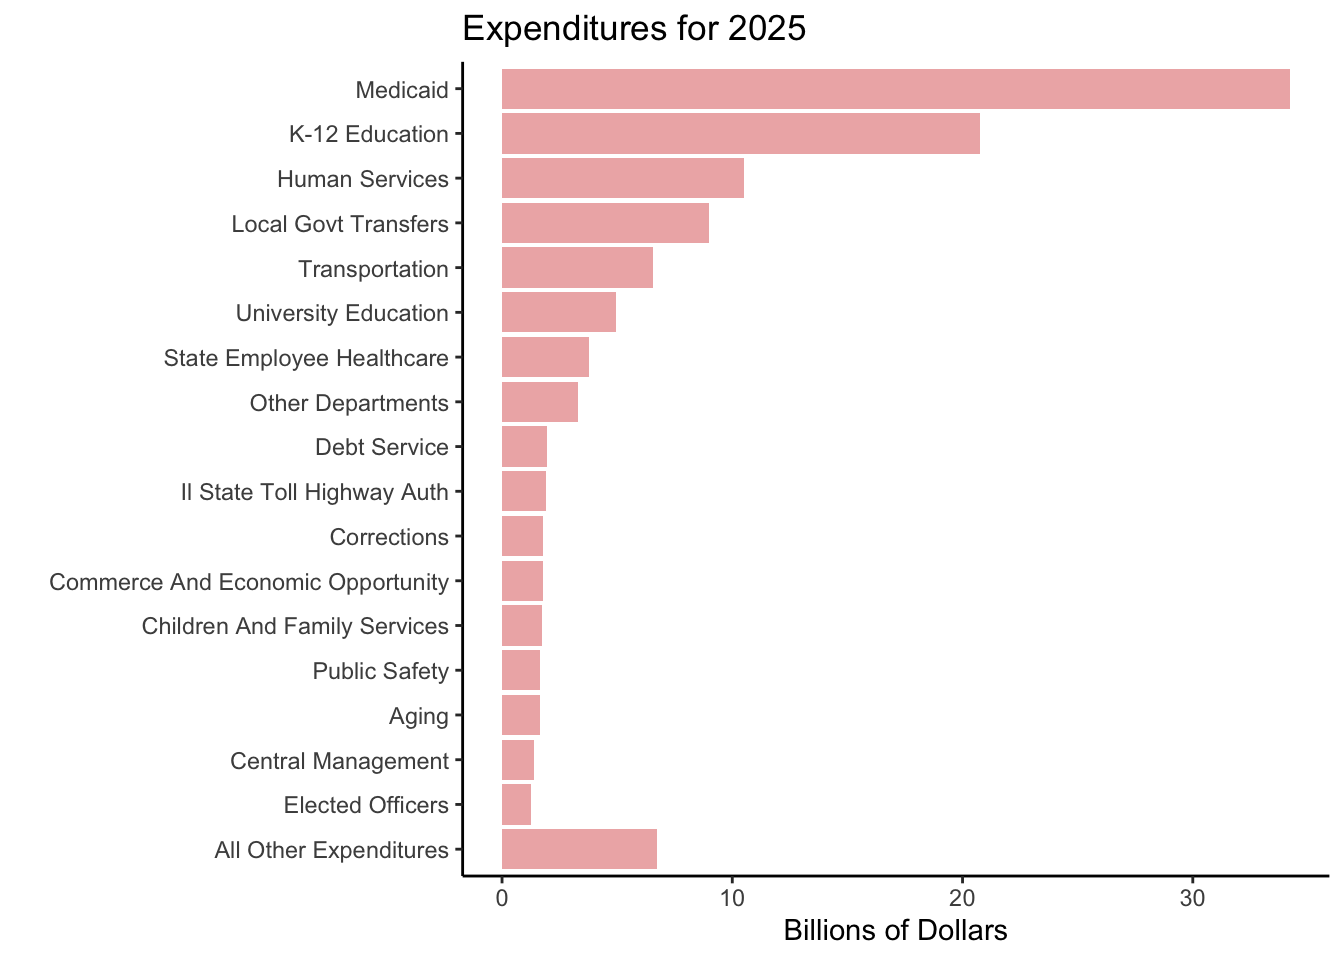 Expenditures for 2025
Medicaid
K-12 Education
Human Services
Local Govt Transfers
Transportation
University Education
State Employee Healthcare
Other Departments
Debt Service
Il State Toll Highway Auth
Corrections
Commerce And Economic Opportunity
Children And Family Services
Public Safety
Aging
Central Management
Elected Officers
All Other Expenditures
0 10 20 30
Billions of Dollars